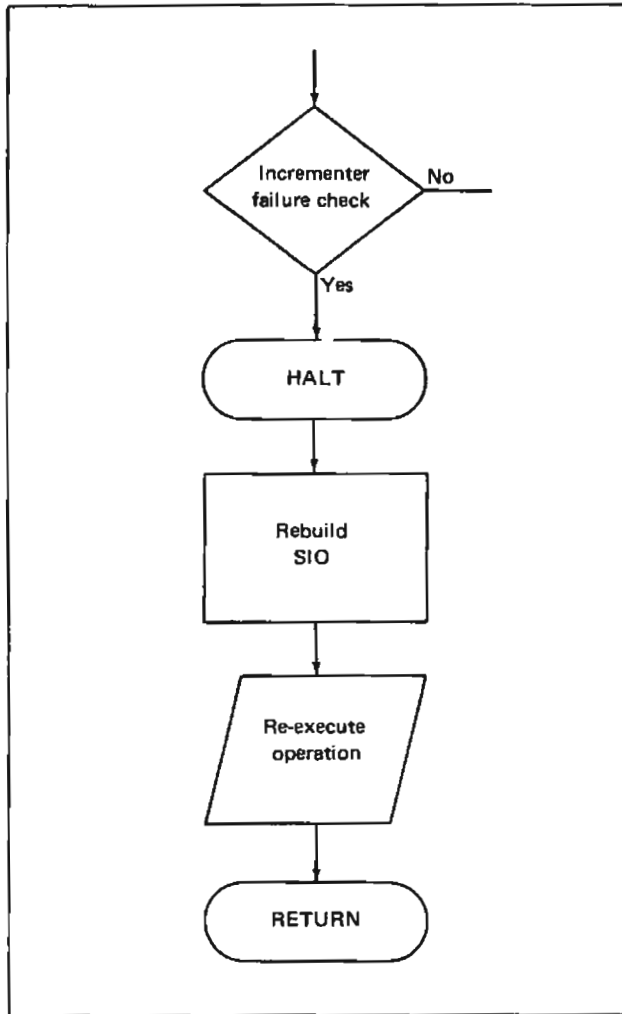 Incrementer
failure check
No
Yes
HALT
Rebuild
SIO
Re-execute
operation
RETURN